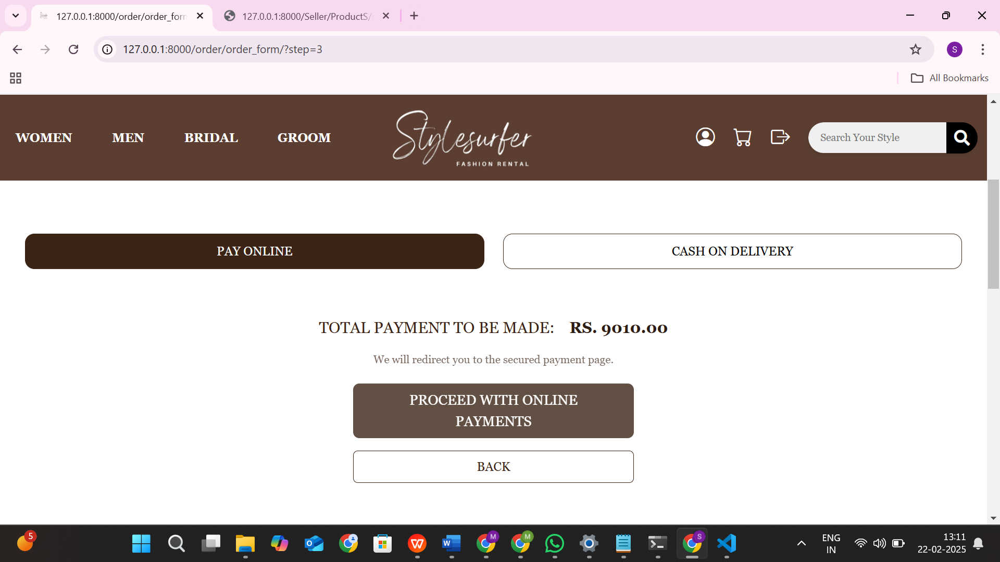 127.0.0.1:8000/order/order_form
127.0.0.1:8000/Seller/ProductS/
127.0.0.1:8000/order/order_form/?step=3
S
All Bookmarks
WOMEN
MEN
BRIDAL
GROOM
Stylesurfer
FASHION RENTAL
Search Your Style
PAY ONLINE
CASH ON DELIVERY
TOTAL PAYMENT TO BE MADE: RS. 9010.00
We will redirect you to the secured payment page.
PROCEED WITH ONLINE
PAYMENTS
BACK
5
M
M
S
ENG
IN
13:11
22-02-2025